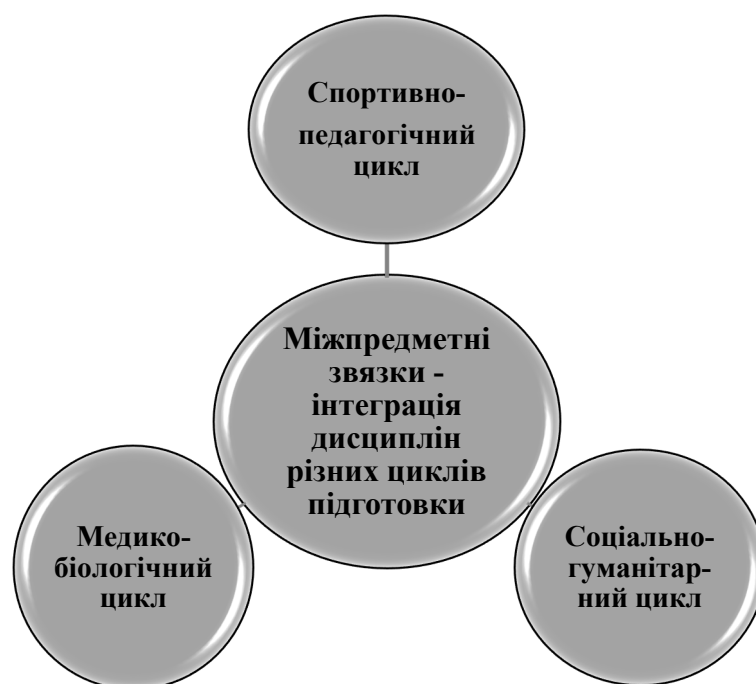 Спортивно-
педагогічний
цикл
Міжпредметні
звязки -
інтеграція
дисциплін
різних циклів
підготовки
Медико-
біологічний
цикл
Соціально-
гуманітар-
ний цикл